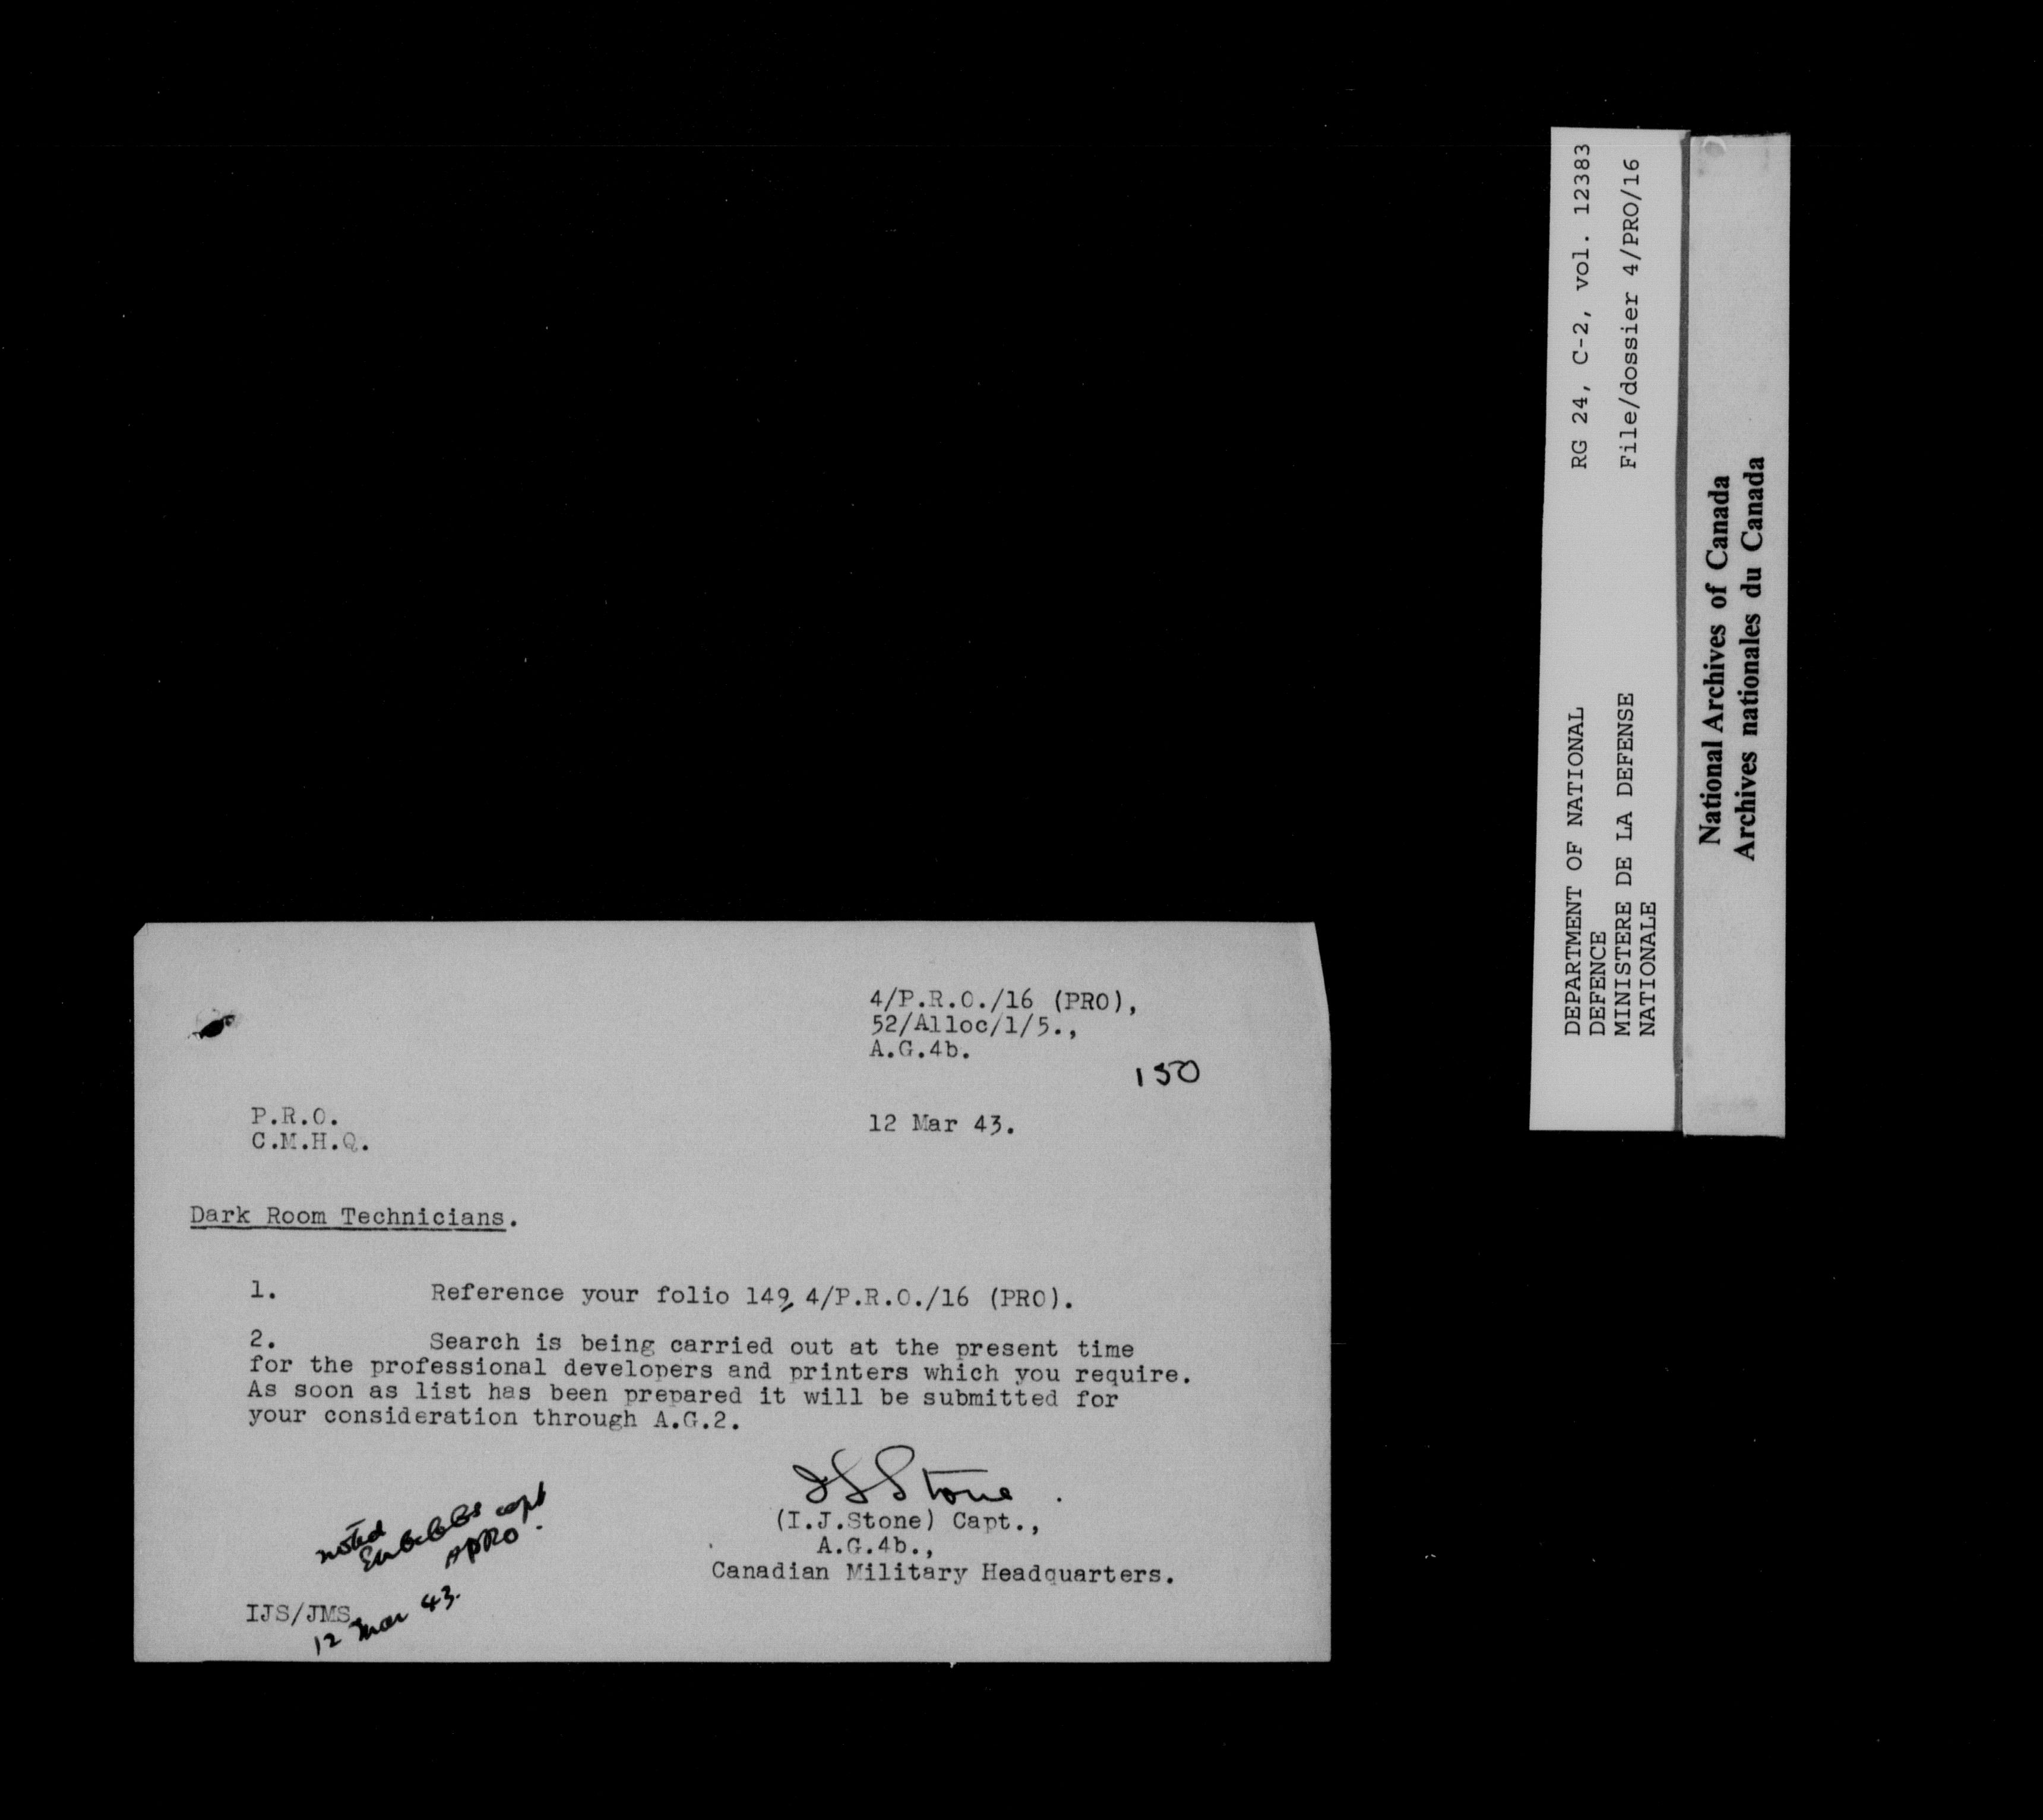 4/P.R.O./16 (PRO),
52/Alloc/1/5.,
A.G.4b.
150
P.R.O.
C.M.H.Q.
12 Mar 43.
Dark Room Technicians.
1. Reference your folio 149, 4/P.R.O./16 (PRO).
2. Search is being carried out at the present time
for the professional developers and printers which you require.
As soon as list has been prepared it will be submitted for
your consideration through A.G.2.
IJStone.
(I.J.Stone) Capt.,
A.G.4b.,
Canadian Military Headquarters.
noted
capt
APRO.
IJS/JMS
12 Mar 43.
RG 24, C-2, vol. 12383
File/dossier 4/PRO/16
DEPARTMENT OF NATIONAL
DEFENCE
MINISTERE DE LA DEFENSE
NATIONALE
National Archives of Canada
Archives nationales du Canada